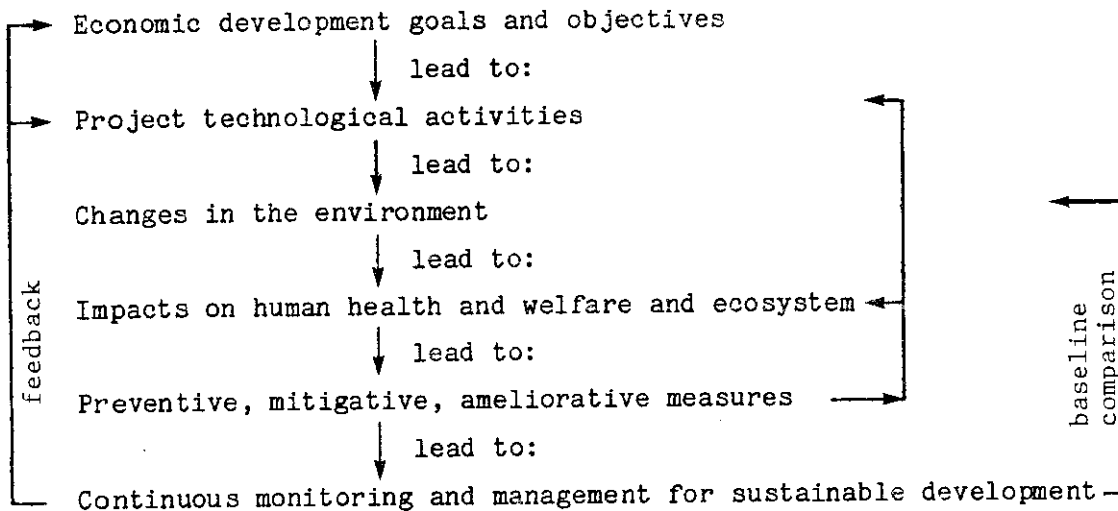 Economic development goals and objectives
lead to:
Project technological activities
lead to:
Changes in the environment
lead to:
Impacts on human health and welfare and ecosystem
lead to:
Preventive, mitigative, ameliorative measures
lead to:
Continuous monitoring and management for sustainable development
feedback
baseline
comparison